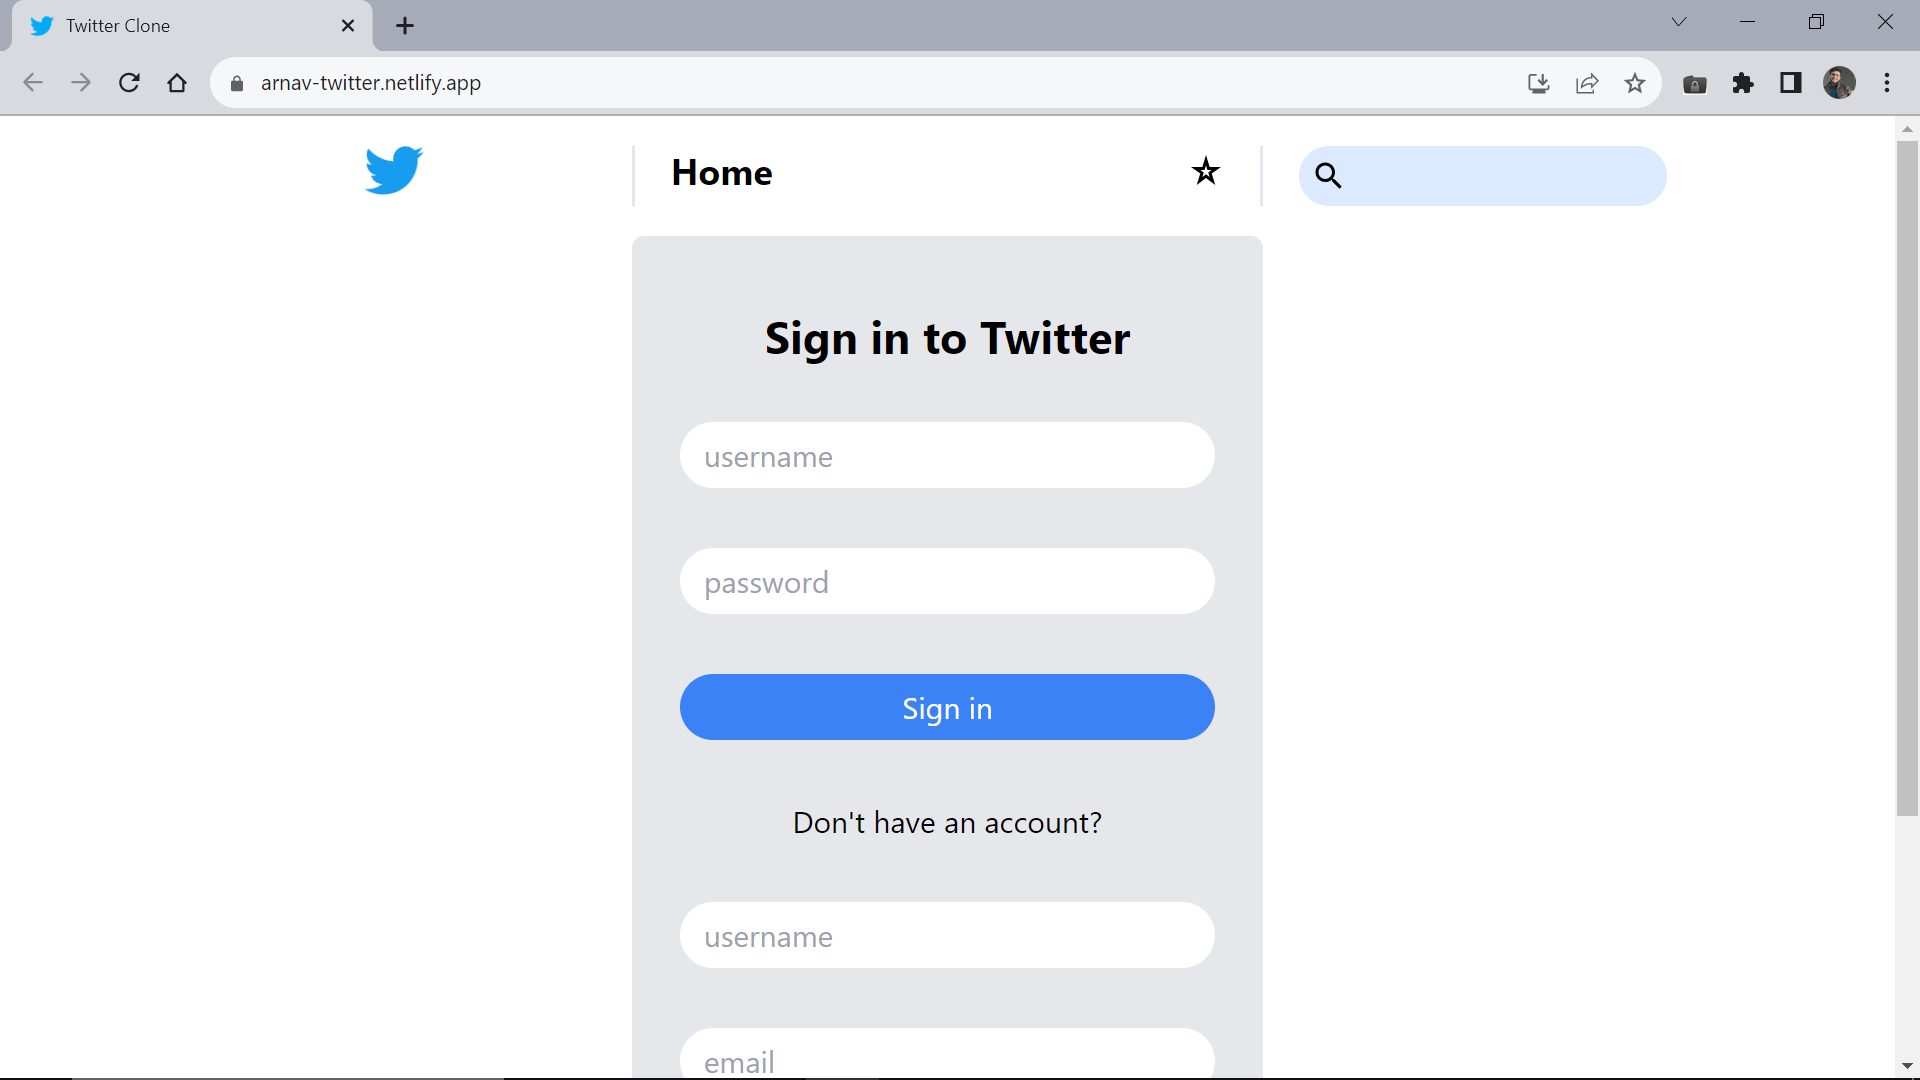 Twitter Clone
arnav-twitter.netlify.app
Home
Sign in to Twitter
username
password
Sign in
Don't have an account?
username
email